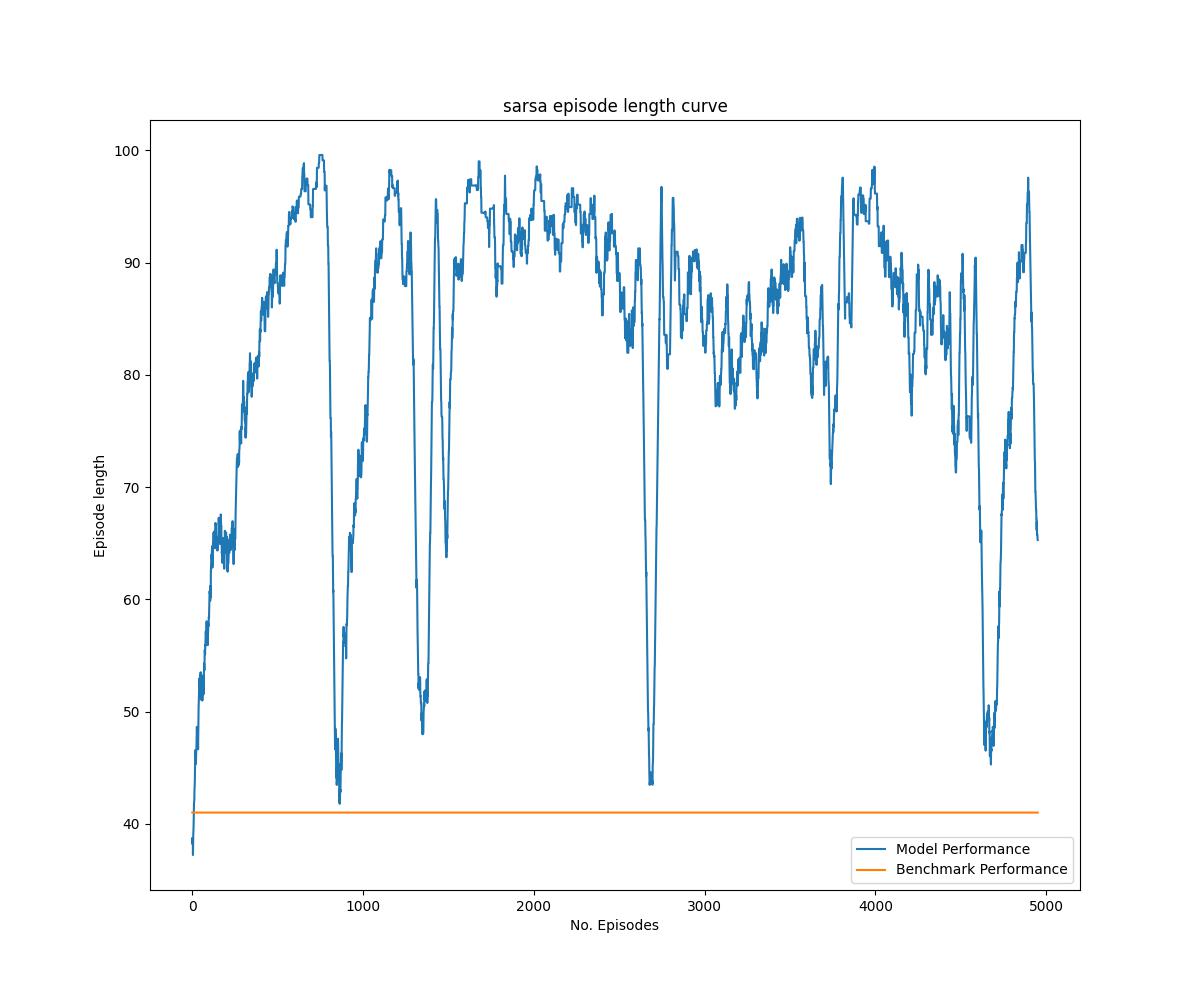 sarsa episode length curve
100
90
80
70
60
50
40
Episode length
0 1000 2000 3000 4000 5000
No. Episodes
Model Performance
Benchmark Performance